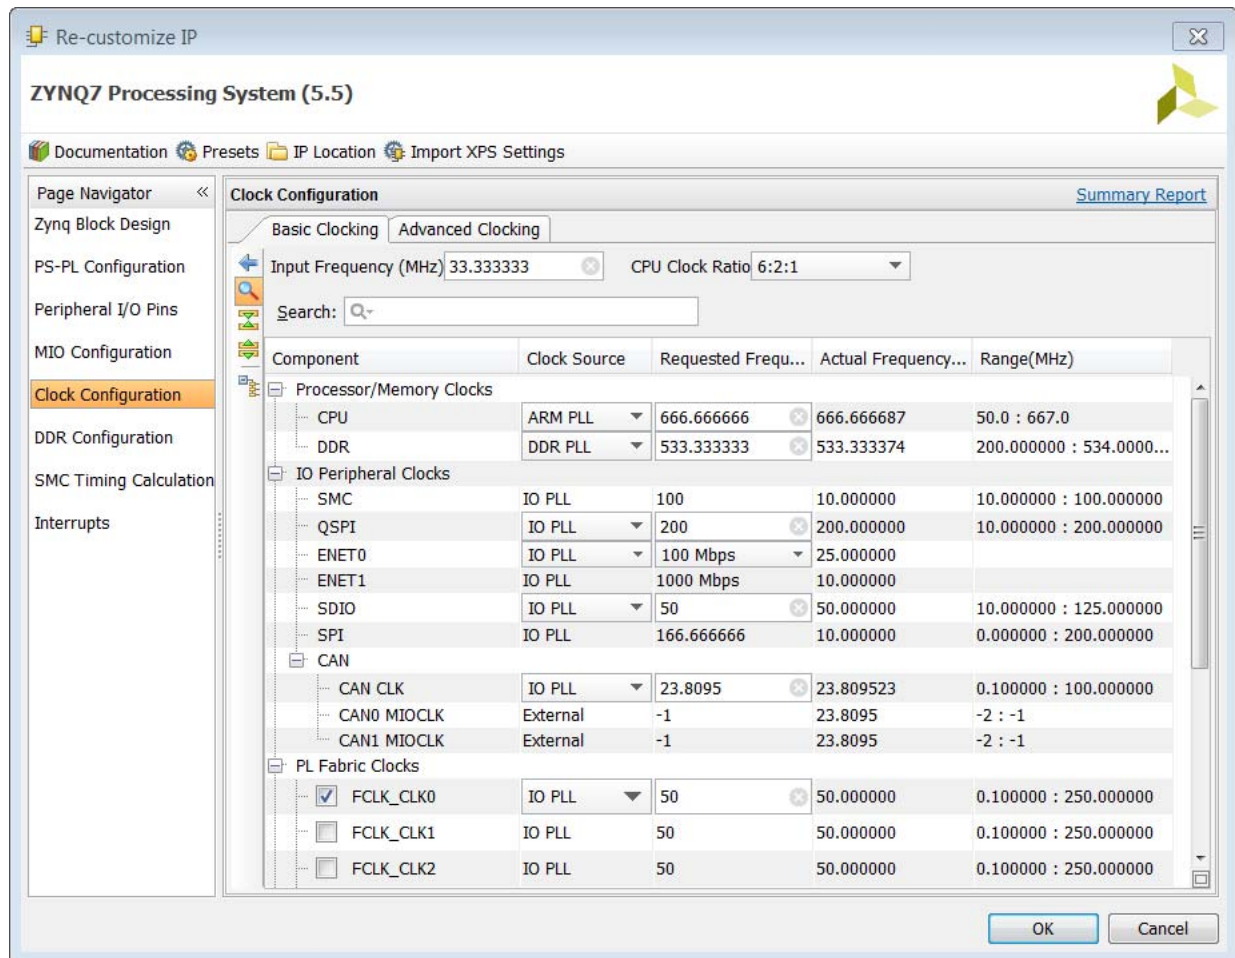 Re-customize IP
ZYNQ7 Processing System (5.5)
Documentation Presets IP Location Import XPS Settings
Page Navigator «
Zynq Block Design
PS-PL Configuration
Peripheral I/O Pins
MIO Configuration
Clock Configuration
DDR Configuration
SMC Timing Calculation
Interrupts
Clock Configuration Summary Report
Basic Clocking Advanced Clocking
Input Frequency (MHz) 33.333333 CPU Clock Ratio 6:2:1
Search:
Component Clock Source Requested Frequ... Actual Frequency... Range(MHz)
Processor/Memory Clocks
CPU ARM PLL 666.666666 666.666687 50.0 : 667.0
DDR DDR PLL 533.333333 533.333374 200.000000 : 534.0000...
IO Peripheral Clocks
SMC IO PLL 100 10.000000 10.000000 : 100.000000
QSPI IO PLL 200 200.000000 10.000000 : 200.000000
ENET0 IO PLL 100 Mbps 25.000000
ENET1 IO PLL 1000 Mbps 10.000000
SDIO IO PLL 50 50.000000 10.000000 : 125.000000
SPI IO PLL 166.666666 10.000000 0.000000 : 200.000000
CAN
CAN CLK IO PLL 23.8095 23.809523 0.100000 : 100.000000
CAN0 MIOCLK External -1 23.8095 -2 : -1
CAN1 MIOCLK External -1 23.8095 -2 : -1
PL Fabric Clocks
FCLK_CLK0 IO PLL 50 50.000000 0.100000 : 250.000000
FCLK_CLK1 IO PLL 50 50.000000 0.100000 : 250.000000
FCLK_CLK2 IO PLL 50 50.000000 0.100000 : 250.000000
OK Cancel